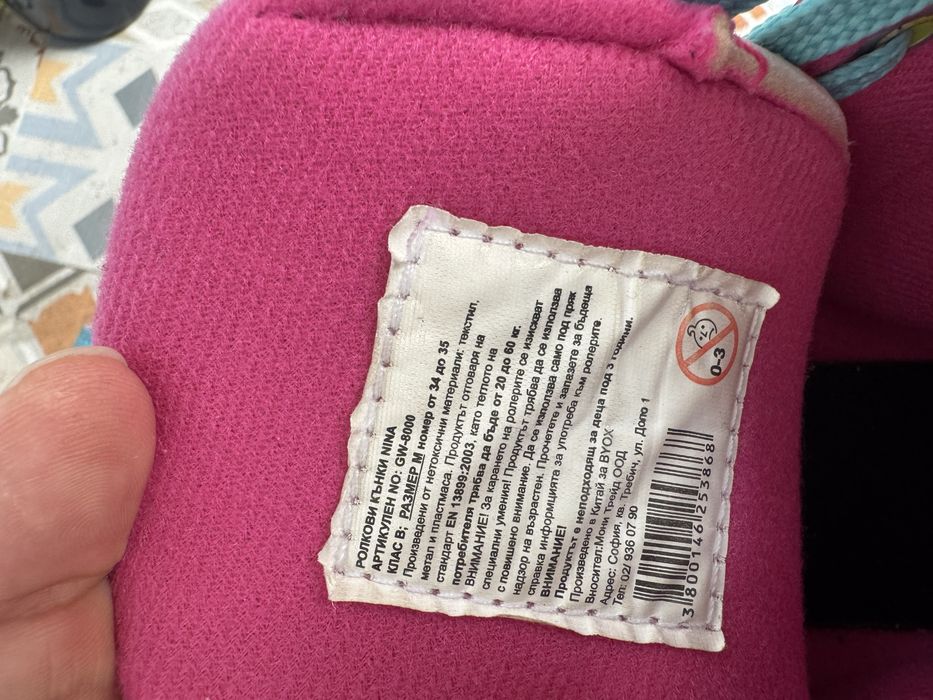 РОЛКОВИ КЪНКИ NINA
АРТИКУЛЕН NO: GW-8000
КЛАС B; РАЗМЕР M номер от 34 до 35
Произведени от нетоксични материали: текстил,
метал и пластмаса. Продуктът отговаря на
стандарт EN 13899:2003, като теглото на
потребителя трябва да бъде от 20 до 60 кг.
ВНИМАНИЕ! За карането на ролерите се изискват
специални умения! Продуктът трябва да се използва
с повишено внимание. Да се използва само под пряк
надзор на възрастен. Прочетете и запазете за бъдеща
справка информацията за употреба към ролерите.
ВНИМАНИЕ!
Продуктът е неподходящ за деца под 3 години.
Произведено в Китай за BYOX
Вносител:Мони Трейд ООД
Адрес: София, кв. Требич, ул. Доло 1
Тел: 02/ 936 07 90
3 800146 253868
0-3